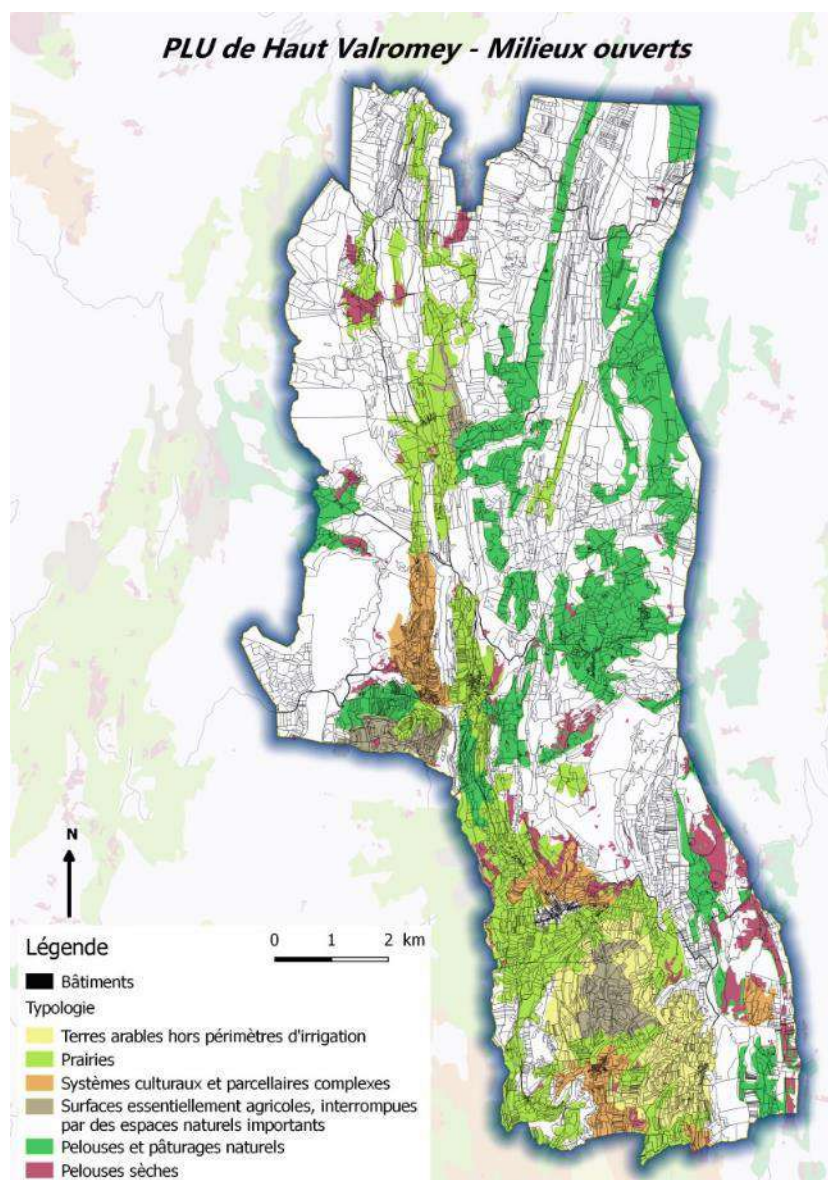 PLU de Haut Valromey - Milieux ouverts
N
0 1 2 km
Légende
Bâtiments
Typologie
Terres arables hors périmètres d'irrigation
Prairies
Systèmes culturaux et parcellaires complexes
Surfaces essentiellement agricoles, interrompues
par des espaces naturels importants
Pelouses et pâturages naturels
Pelouses sèches